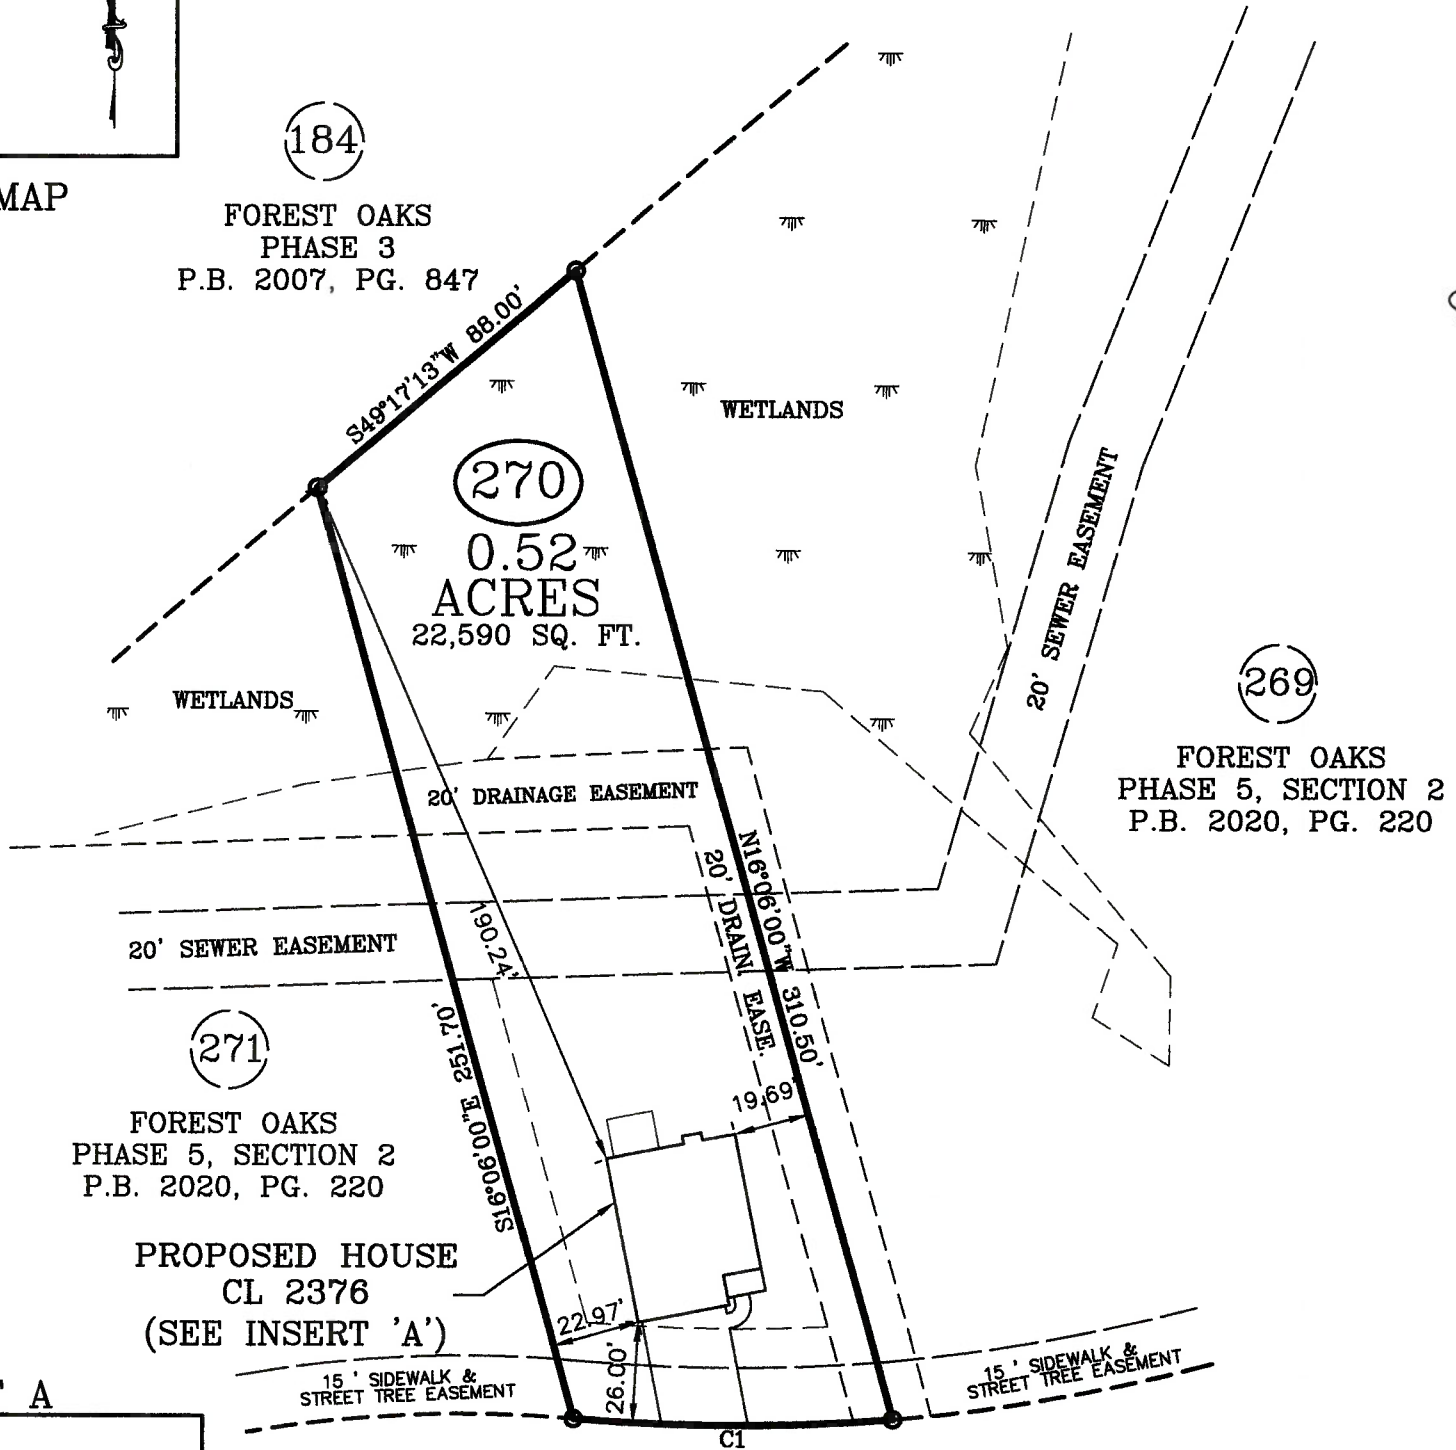 MAP
184
FOREST OAKS
PHASE 3
P.B. 2007, PG. 847
S49°17'13"W 88.00'
WETLANDS
270
0.52
ACRES
22,590 SQ. FT.
20' SEWER EASEMENT
269
FOREST OAKS
PHASE 5, SECTION 2
P.B. 2020, PG. 220
WETLANDS
20' DRAINAGE EASEMENT
N16°06'00"W 310.50'
20' DRAIN. EASE.
190.24'
20' SEWER EASEMENT
S16°06'00"E 251.70'
271
FOREST OAKS
PHASE 5, SECTION 2
P.B. 2020, PG. 220
19.69'
PROPOSED HOUSE
CL 2376
(SEE INSERT 'A')
22.97'
26.00'
15 ' SIDEWALK &
STREET TREE EASEMENT
15 ' SIDEWALK &
STREET TREE EASEMENT
A
C1